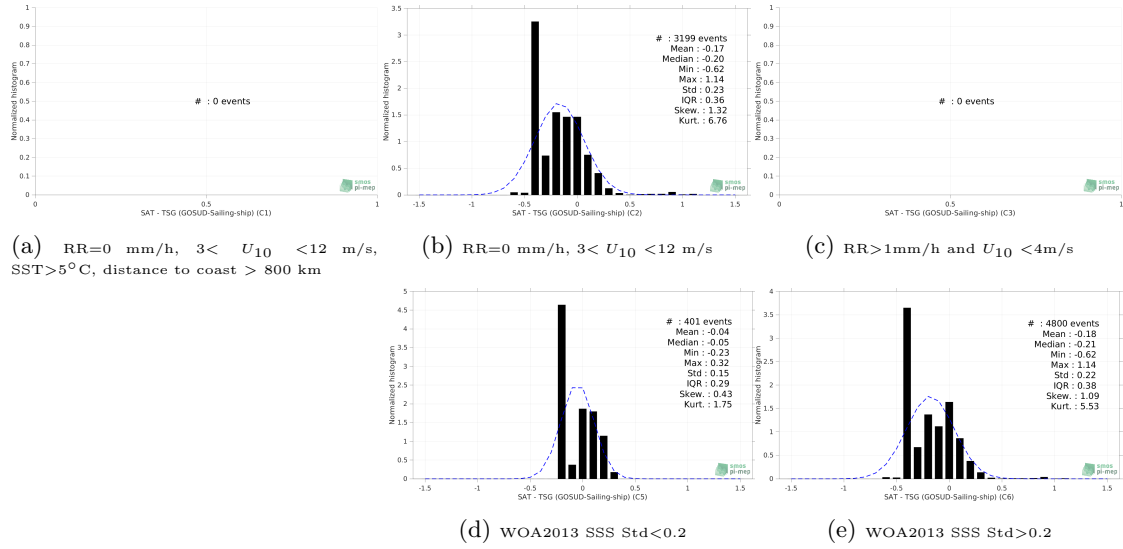 Normalized histogram
1
0.9
0.8
0.7
0.6
0.5
0.4
0.3
0.2
0.1
0
# : 0 events
smos
pi-mep
0 0.5 1
SAT - TSG (GOSUD-Sailing-ship) (C1)
(a) RR=0 mm/h, 3< U10 <12 m/s,
SST>5°C, distance to coast > 800 km
Normalized histogram
3.5
3
2.5
2
1.5
1
0.5
0
# : 3199 events
Mean : -0.17
Median : -0.20
Min : -0.62
Max : 1.14
Std : 0.23
IQR : 0.36
Skew. : 1.32
Kurt. : 6.76
smos
pi-mep
-1.5 -1 -0.5 0 0.5 1 1.5
SAT - TSG (GOSUD-Sailing-ship) (C2)
(b) RR=0 mm/h, 3< U10 <12 m/s
Normalized histogram
1
0.9
0.8
0.7
0.6
0.5
0.4
0.3
0.2
0.1
0
# : 0 events
smos
pi-mep
0 0.5 1
SAT - TSG (GOSUD-Sailing-ship) (C3)
(c) RR>1mm/h and U10 <4m/s
Normalized histogram
5
4.5
4
3.5
3
2.5
2
1.5
1
0.5
0
# : 401 events
Mean : -0.04
Median : -0.05
Min : -0.23
Max : 0.32
Std : 0.15
IQR : 0.29
Skew. : 0.43
Kurt. : 1.75
smos
pi-mep
-1.5 -1 -0.5 0 0.5 1 1.5
SAT - TSG (GOSUD-Sailing-ship) (C5)
(d) WOA2013 SSS Std<0.2
Normalized histogram
4
3.5
3
2.5
2
1.5
1
0.5
0
# : 4800 events
Mean : -0.18
Median : -0.21
Min : -0.62
Max : 1.14
Std : 0.22
IQR : 0.38
Skew. : 1.09
Kurt. : 5.53
smos
pi-mep
-1.5 -1 -0.5 0 0.5 1 1.5
SAT - TSG (GOSUD-Sailing-ship) (C6)
(e) WOA2013 SSS Std>0.2